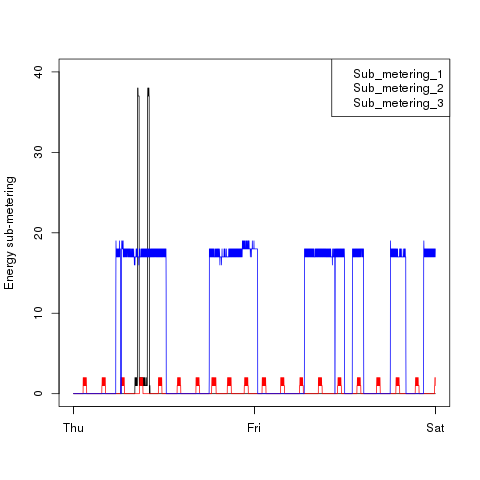 Sub_metering_1
Sub_metering_2
Sub_metering_3
Energy sub-metering
40
30
20
10
0
Thu
Fri
Sat